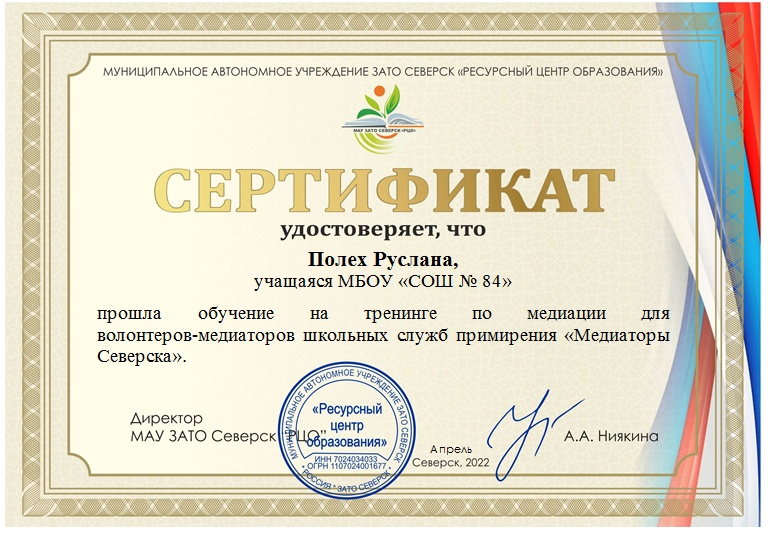 МУНИЦИПАЛЬНОЕ АВТОНОМНОЕ УЧРЕЖДЕНИЕ ЗАТО СЕВЕРСК «РЕСУРСНЫЙ ЦЕНТР ОБРАЗОВАНИЯ»
МАУ ЗАТО СЕВЕРСК «РЦО»
СЕРТИФИКАТ
удостоверяет, что
Полех Руслана,
учащаяся МБОУ «СОШ № 84»
прошла обучение на тренинге по медиации для
волонтеров-медиаторов школьных служб примирения «Медиаторы
Северска».
Директор
МАУ ЗАТО Северск "РЦО"
МУНИЦИПАЛЬНОЕ АВТОНОМНОЕ УЧРЕЖДЕНИЕ ЗАТО СЕВЕРСК
«Ресурсный
центр
образования»
ИНН 7024034033
ОГРН 1107024001677
* РОССИЯ * ЗАТО СЕВЕРСК *
Апрель
Северск, 2022
А.А. Ниякина